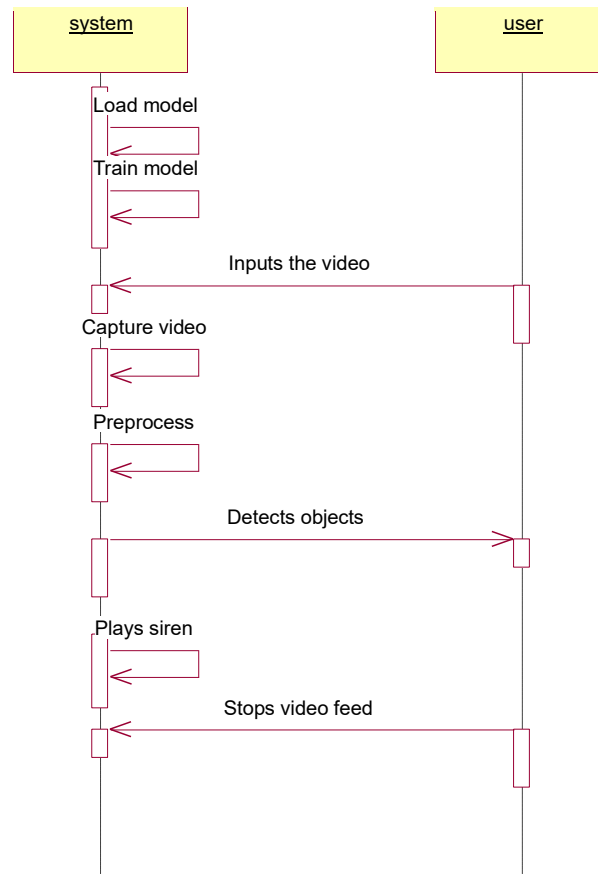 system
user
Load model
Train model
Inputs the video
Capture video
Preprocess
Detects objects
Plays siren
Stops video feed